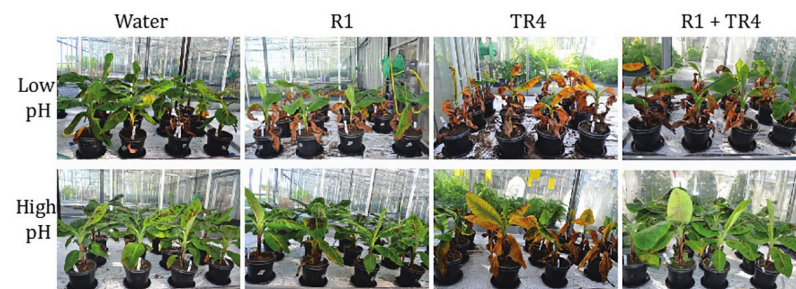 Water
R1
TR4
R1 + TR4
Low
pH
High
pH